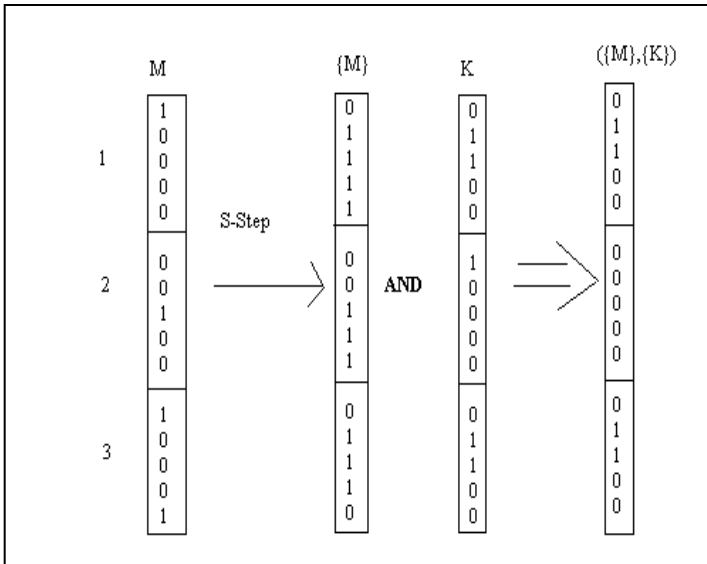 M {M} K ({M},{K})
1 0 0 0
0 1 1 1
1 0 1 1 1
0 1 0 0
0 1 0 0
S-Step
0 0 1 0
0 0 0 0
2 1 1 AND 0 0
0 1 0 0
0 1 0 0
1 0 0 0
0 1 1 1
3 0 1 1 1
0 1 0 0
1 0 0 0